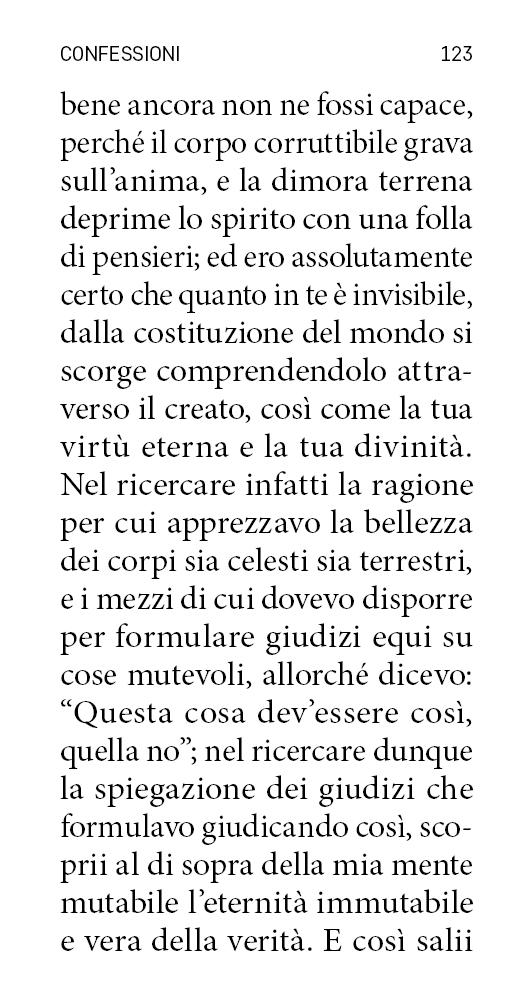 CONFESSIONI 123
bene ancora non ne fossi capace,
perché il corpo corruttibile grava
sull’anima, e la dimora terrena
deprime lo spirito con una folla
di pensieri; ed ero assolutamente
certo che quanto in te è invisibile,
dalla costituzione del mondo si
scorge comprendendolo attra-
verso il creato, così come la tua
virtù eterna e la tua divinità.
Nel ricercare infatti la ragione
per cui apprezzavo la bellezza
dei corpi sia celesti sia terrestri,
e i mezzi di cui dovevo disporre
per formulare giudizi equi su
cose mutevoli, allorché dicevo:
“Questa cosa dev’essere così,
quella no”; nel ricercare dunque
la spiegazione dei giudizi che
formulavo giudicando così, sco-
prii al di sopra della mia mente
mutabile l’eternità immutabile
e vera della verità. E così salii